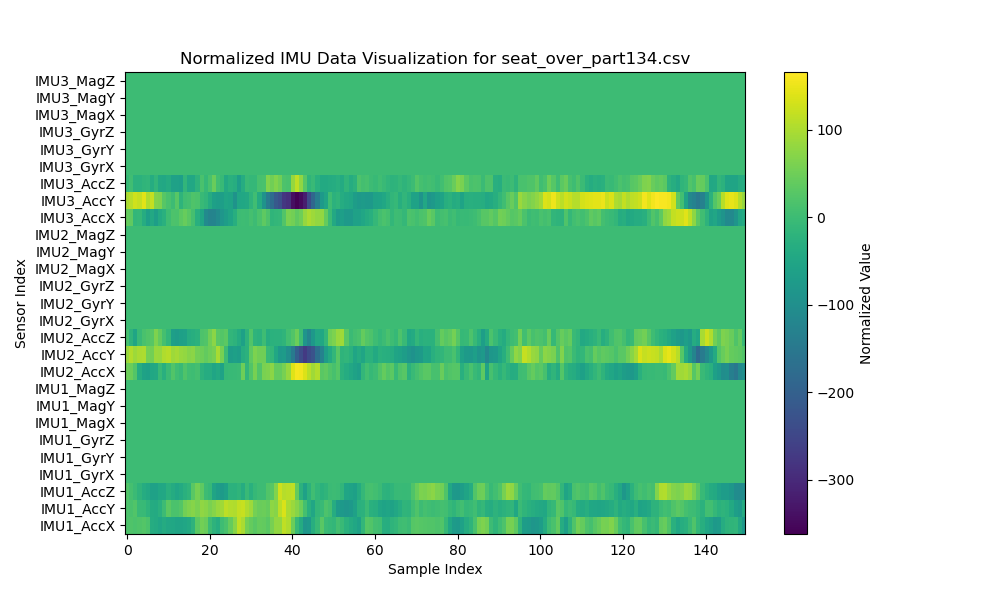 Normalized IMU Data Visualization for seat_over_part134.csv
IMU3_MagZ
IMU3_MagY
IMU3_MagX
IMU3_GyrZ
IMU3_GyrY
IMU3_GyrX
IMU3_AccZ
IMU3_AccY
IMU3_AccX
IMU2_MagZ
IMU2_MagY
IMU2_MagX
IMU2_GyrZ
IMU2_GyrY
IMU2_GyrX
IMU2_AccZ
IMU2_AccY
IMU2_AccX
IMU1_MagZ
IMU1_MagY
IMU1_MagX
IMU1_GyrZ
IMU1_GyrY
IMU1_GyrX
IMU1_AccZ
IMU1_AccY
IMU1_AccX
Sensor Index
0 20 40 60 80 100 120 140
Sample Index
100
0
−100
−200
−300
Normalized Value